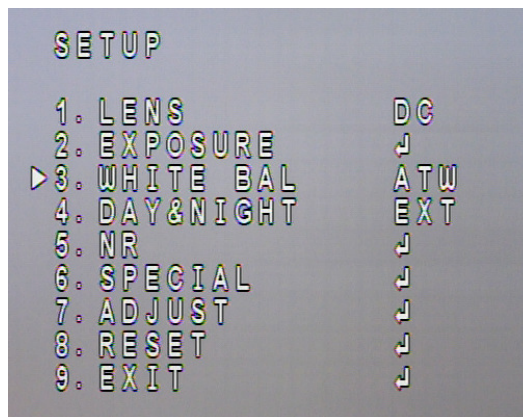 SETUP
1. LENS DC
2. EXPOSURE ↲
▷3. WHITE BAL ATW
4. DAY&NIGHT EXT
5. NR ↲
6. SPECIAL ↲
7. ADJUST ↲
8. RESET ↲
9. EXIT ↲